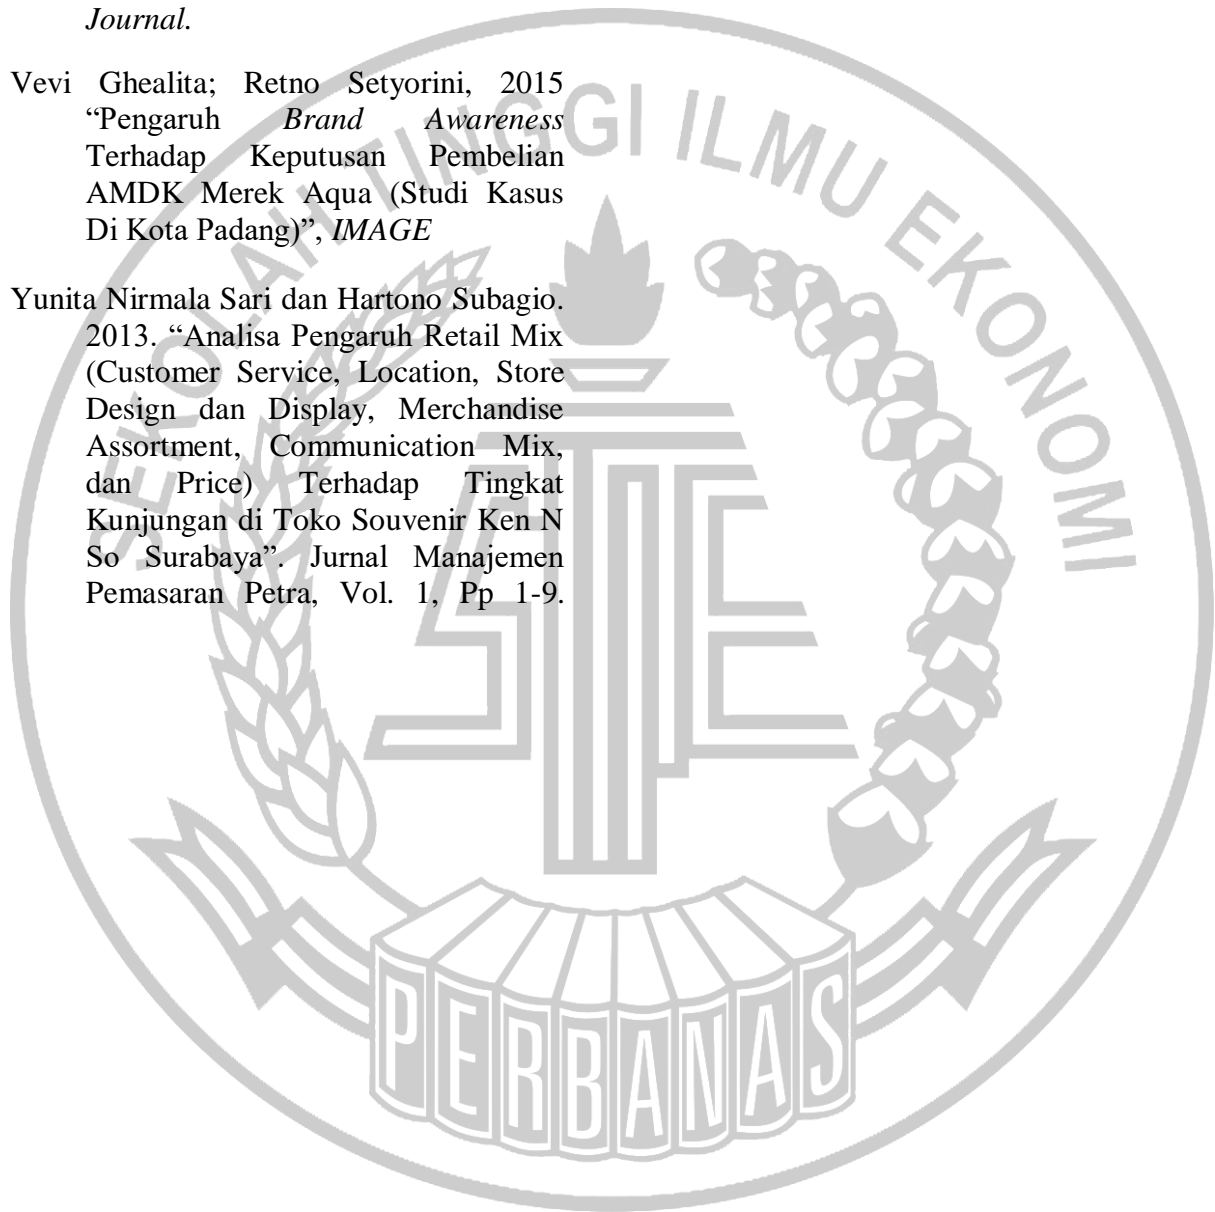 Journal.
Vevi Ghealita; Retno Setyorini, 2015
“Pengaruh Brand Awareness
Terhadap Keputusan Pembelian
AMDK Merek Aqua (Studi Kasus
Di Kota Padang)”, IMAGE
Yunita Nirmala Sari dan Hartono Subagio.
2013. “Analisa Pengaruh Retail Mix
(Customer Service, Location, Store
Design dan Display, Merchandise
Assortment, Communication Mix,
dan Price) Terhadap Tingkat
Kunjungan di Toko Souvenir Ken N
So Surabaya”. Jurnal Manajemen
Pemasaran Petra, Vol. 1, Pp 1-9.
SEKOLAH TINGGI ILMU EKONOMI
STIE
PERBANAS